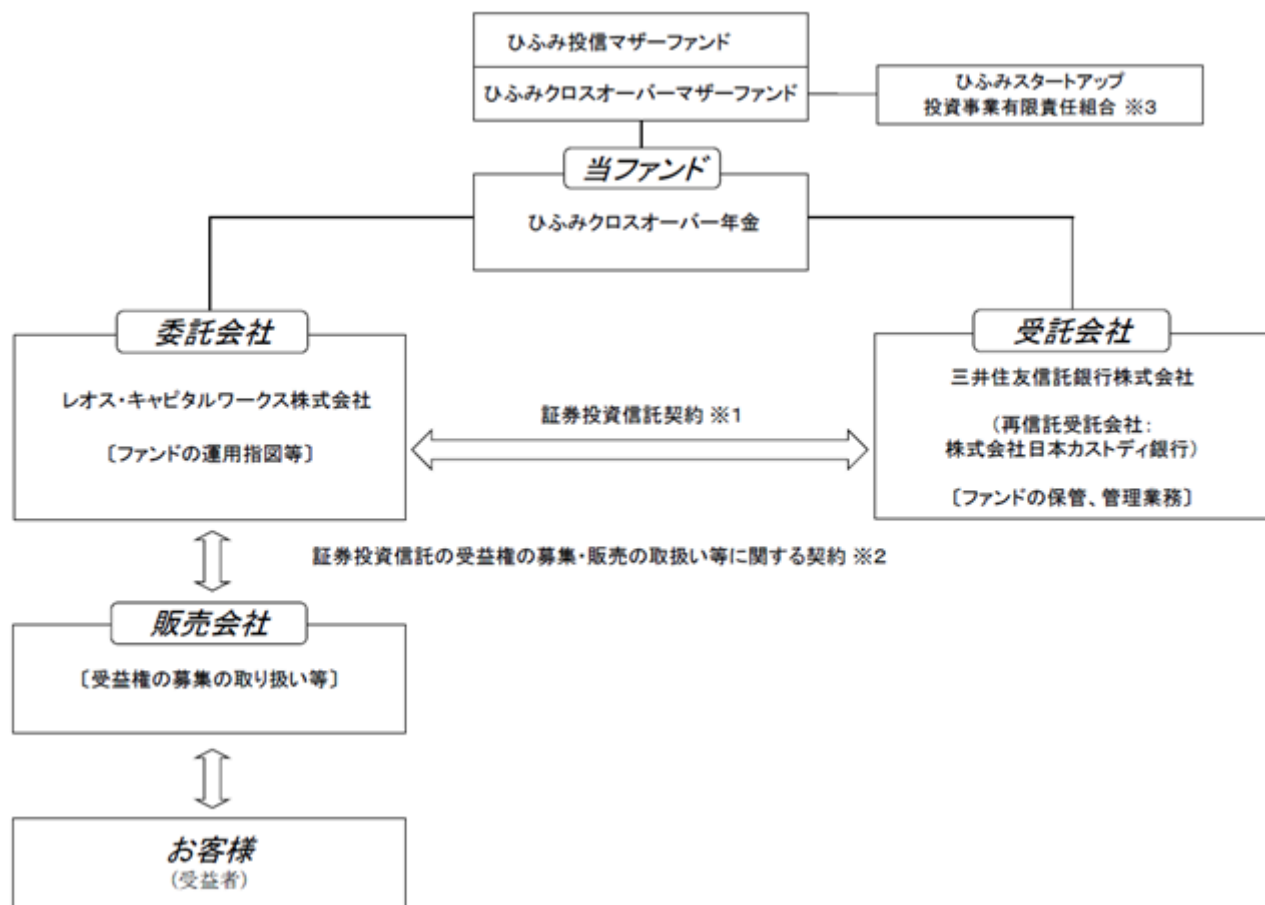 ひふみ投信マザーファンド
ひふみクロスオーバーマザーファンド
ひふみスタートアップ
投資事業有限責任組合 ※3
当ファンド
ひふみクロスオーバー年金
委託会社
レオス・キャピタルワークス株式会社
〔ファンドの運用指図等〕
証券投資信託契約 ※1
受託会社
三井住友信託銀行株式会社
(再信託受託会社:
株式会社日本カストディ銀行)
〔ファンドの保管、管理業務〕
証券投資信託の受益権の募集・販売の取扱い等に関する契約 ※2
販売会社
〔受益権の募集の取り扱い等〕
お客様
(受益者)